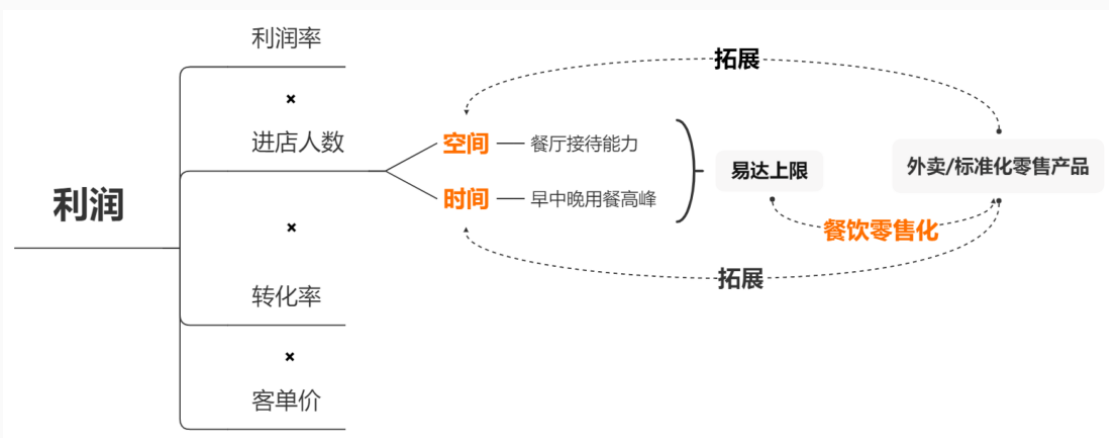 利润
利润率
×
进店人数
×
转化率
×
客单价
空间
餐厅接待能力
时间
早中晚用餐高峰
易达上限
拓展
外卖/标准化零售产品
餐饮零售化
拓展